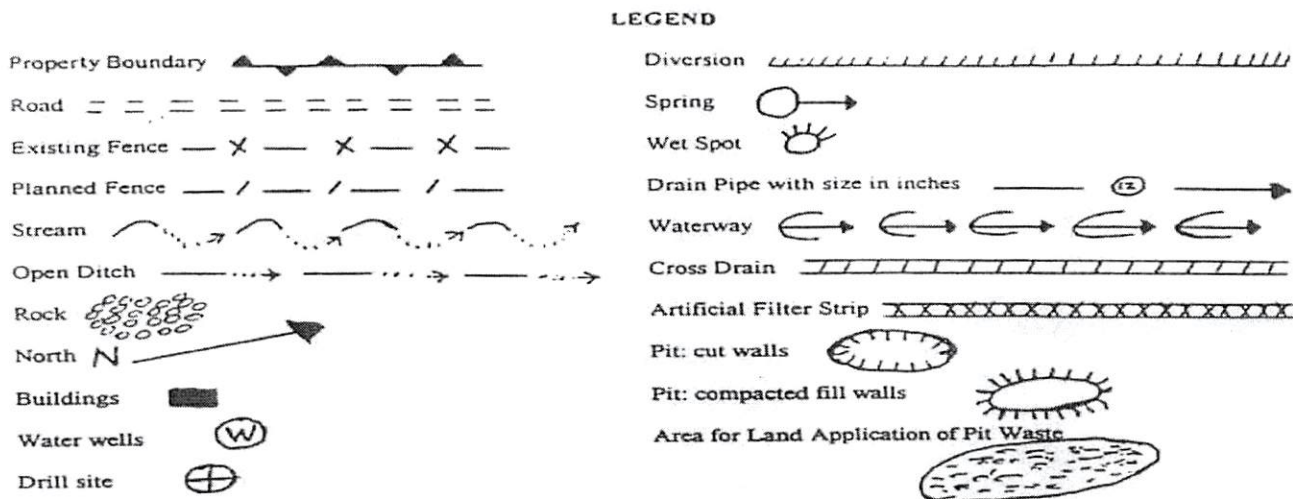 LEGEND
Property Boundary
Road
Existing Fence
Planned Fence
Stream
Open Ditch
Rock
North N
Buildings
Water wells W
Drill site
Diversion
Spring
Wet Spot
Drain Pipe with size in inches 12
Waterway
Cross Drain
Artificial Filter Strip
Pit: cut walls
Pit: compacted fill walls
Area for Land Application of Pit Waste